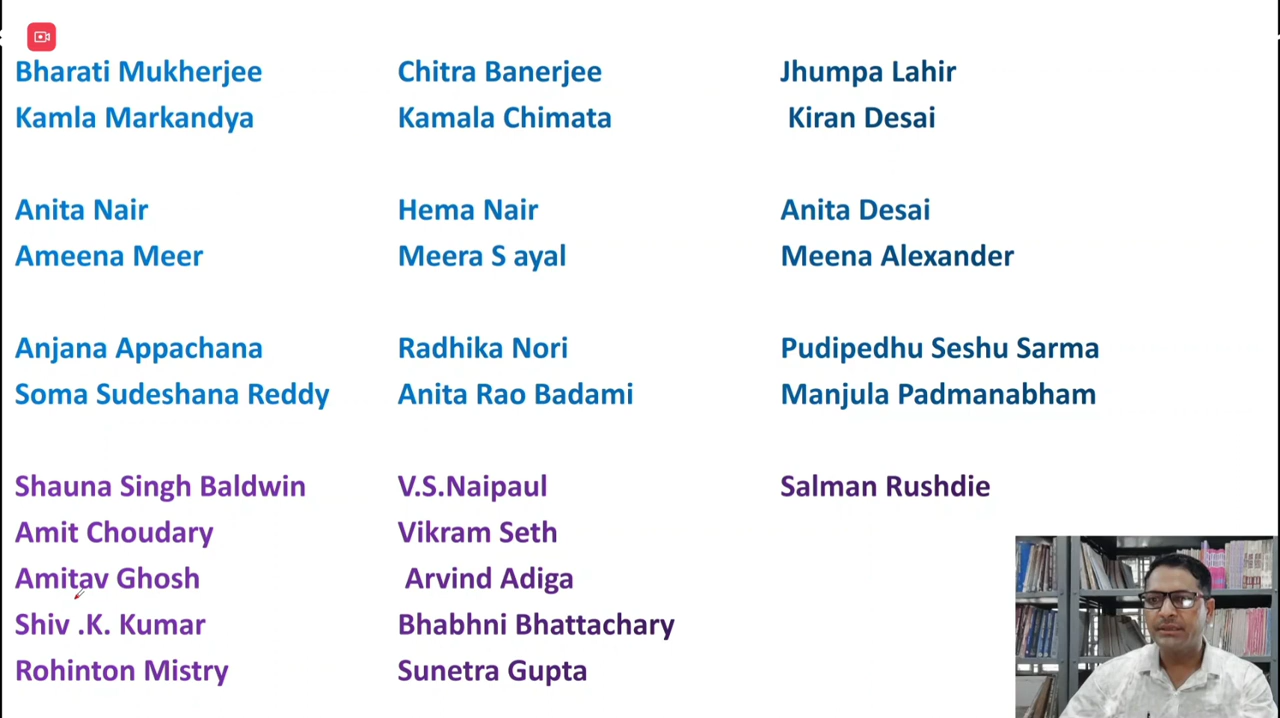 Bharati Mukherjee Chitra Banerjee Jhumpa Lahir
Kamla Markandya Kamala Chimata Kiran Desai
Anita Nair Hema Nair Anita Desai
Ameena Meer Meera S ayal Meena Alexander
Anjana Appachana Radhika Nori Pudipedhu Seshu Sarma
Soma Sudeshana Reddy Anita Rao Badami Manjula Padmanabham
Shauna Singh Baldwin V.S.Naipaul Salman Rushdie
Amit Choudary Vikram Seth
Amitav Ghosh Arvind Adiga
Shiv .K. Kumar Bhabhni Bhattachary
Rohinton Mistry Sunetra Gupta